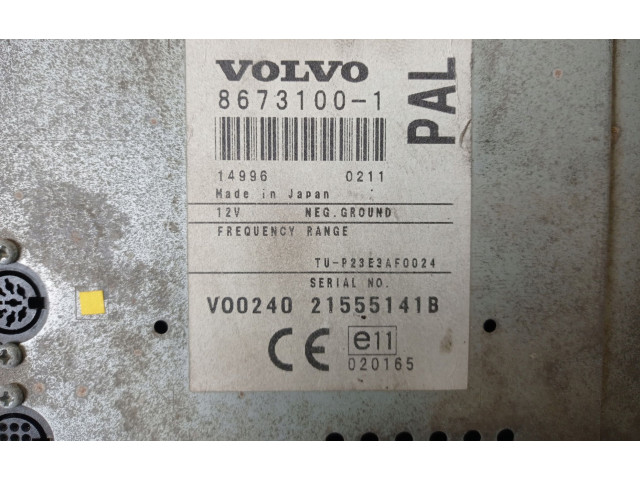 VOLVO
PAL
8673100-1
14996 0211
Made in Japan
12V NEG.GROUND
FREQUENCY RANGE
TU-P23E3AF0024
SERIAL NO.
V00240 21555141B
CE e11
020165